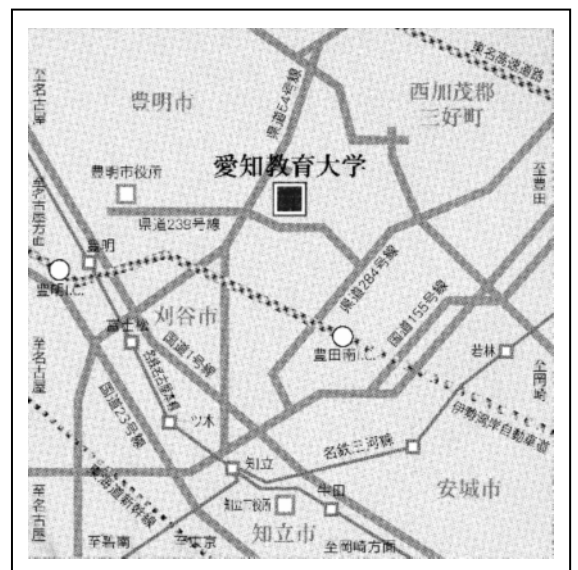 東名高速道路
至名古屋
豊明市
県道54号線
西加茂郡
三好町
愛知教育大学
豊明市役所
至豊田
至名古屋方面
県道239号線
豊明
豊明I.C.
県道284号線
刈谷市
国道155号線
富士松
国道1号線
名鉄名古屋本線
豊田南I.C.
若林
至名古屋
至岡崎
国道23号線
一ツ木
伊勢湾岸自動車道
名鉄三河線
東海道新幹線
知立
安城市
牛田
知立市役所
至名古屋
知立市
至碧南
至東京
至岡崎方面